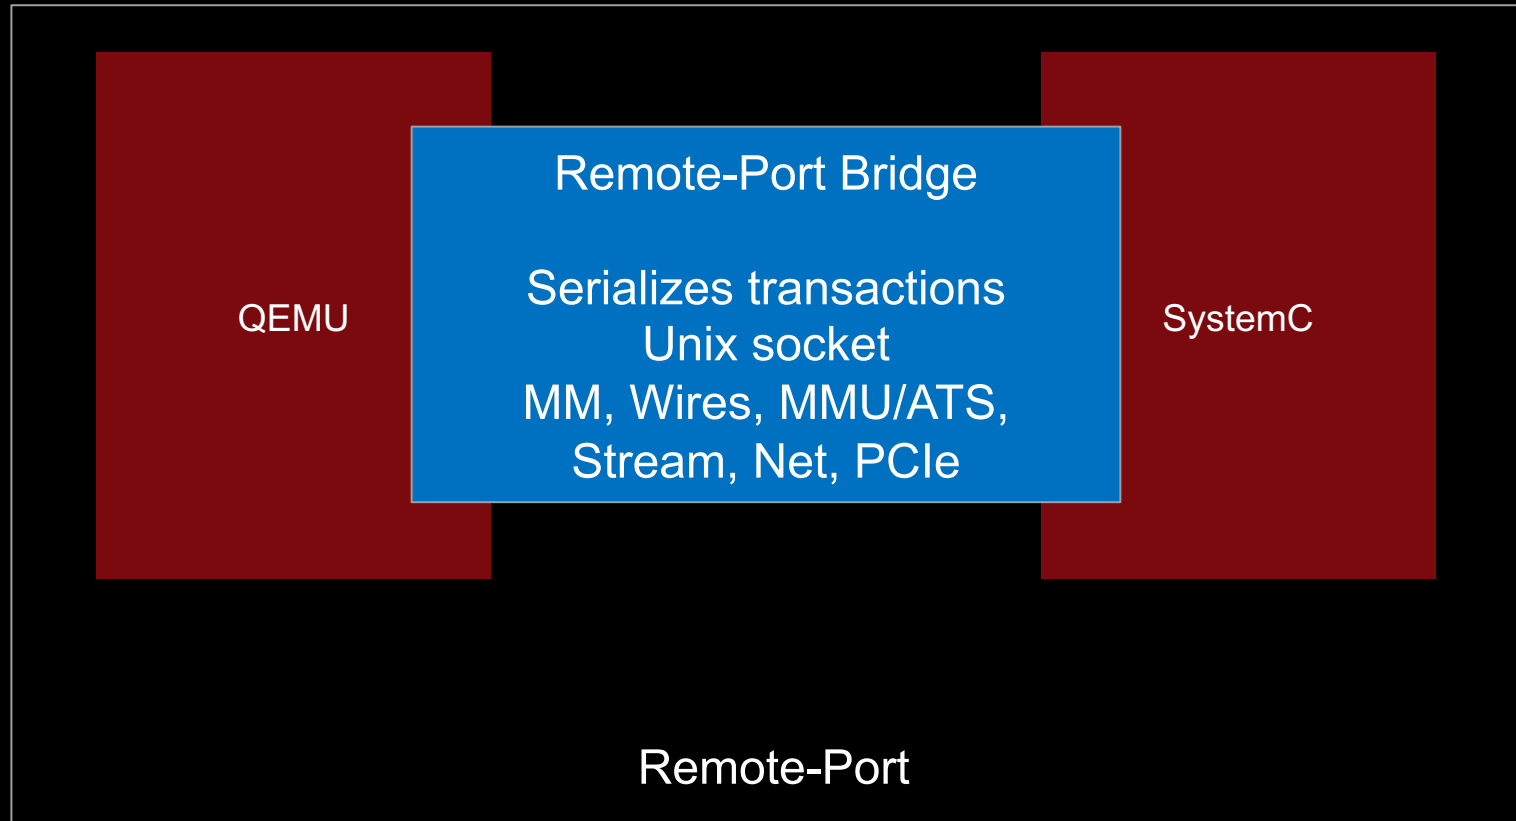 Remote-Port Bridge
Serializes transactions
QEMU
SystemC
Unix socket
MM, Wires, MMU/ATS,
Stream, Net, PCIe
Remote-Port